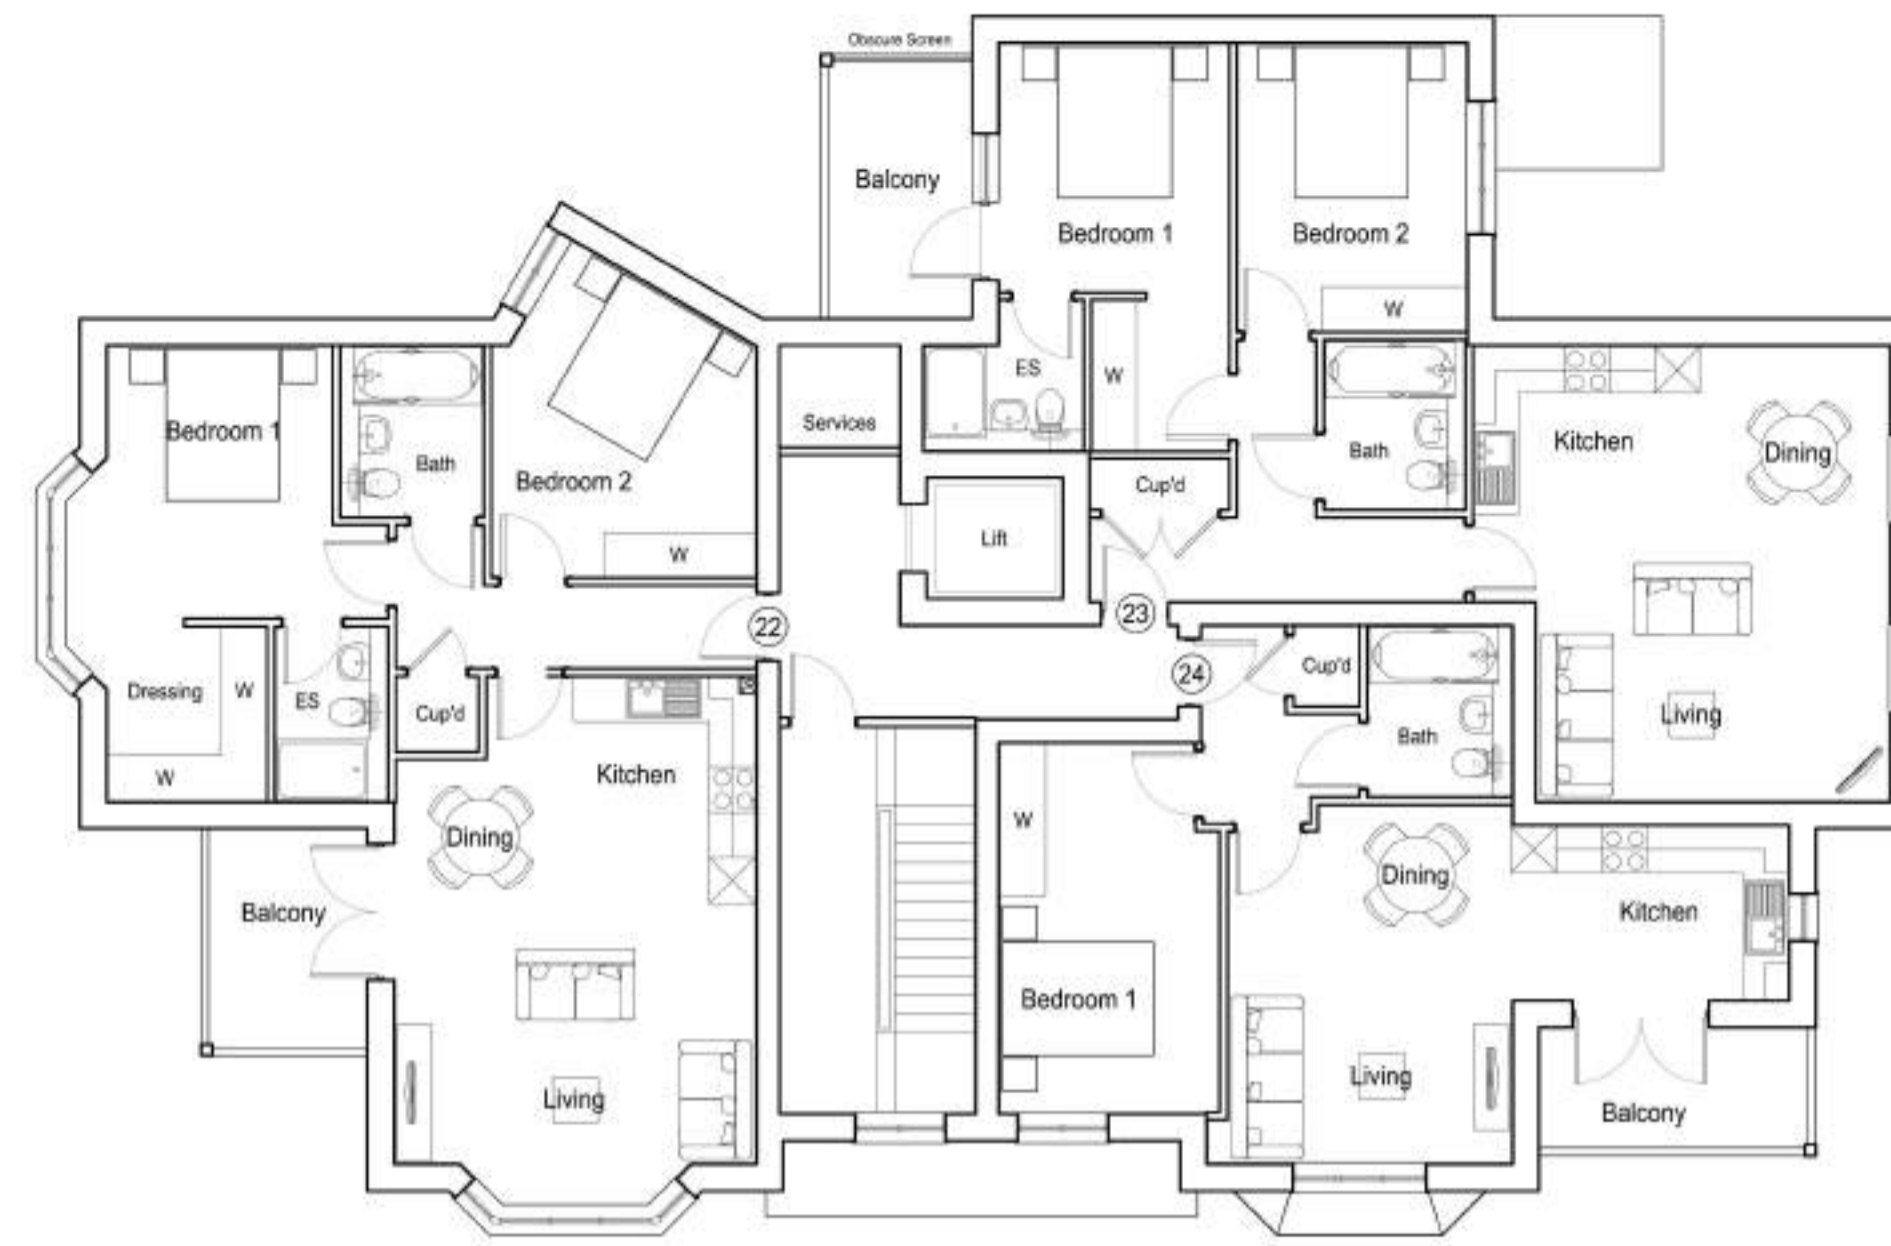 Obscure Screen
Balcony
Bedroom 1
Bedroom 2
W
ES
W
Bath
Kitchen
Dining
Cup'd
Living
Bedroom 1
Bath
Bedroom 2
W
Services
Lift
22
23
24
Dressing
W
W
ES
Cup'd
Kitchen
Dining
Balcony
Living
Cup'd
Bath
W
Bedroom 1
Dining
Kitchen
Living
Balcony